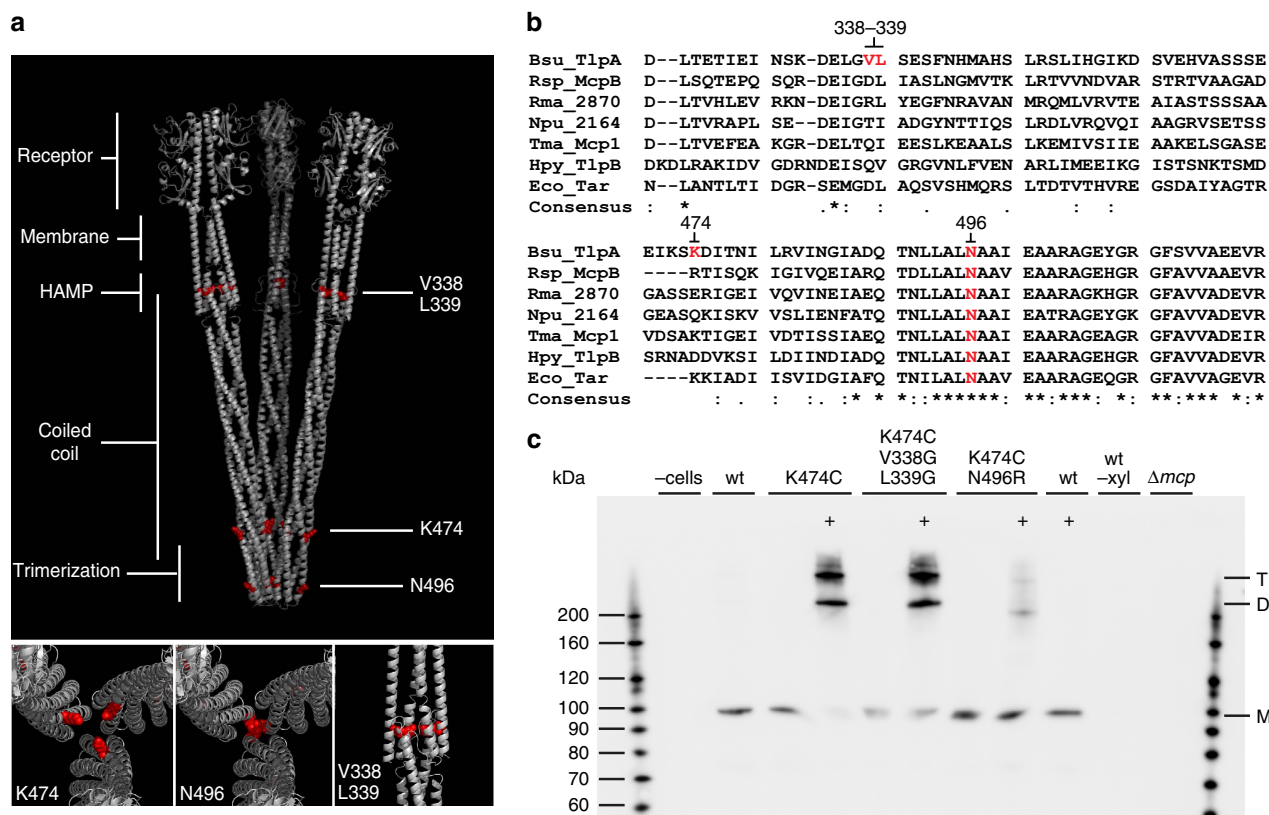 a
Receptor
Membrane
HAMP
Coiled
coil
Trimerization
V338
L339
K474
N496
K474
N496
V338
L339
b
338–339
Bsu_TlpA D--LTETIEI NSK-DELGVL SESFNHMAHS LRSLIHGIKD SVEHVASSSE
Rsp_McpB D--LSQTEPQ SQR-DEIGDL IASLNGMVTK LRTVVNDVAR STRTVAAGAD
Rma_2870 D--LTVHLEV RKN-DEIGRL YEGFNRAVAN MRQMLVRVTE AIASTSSSAA
Npu_2164 D--LTVRAPL SE--DEIGTI ADGYNTTIQS LRDLVRQVQI AAGRVSETSS
Tma_Mcp1 D--LTVEFEA KGR-DELTQI EESLKEAALS LKEMIVSIIE AAKELSGASE
Hpy_TlpB DKDLRAKIDV GDRNDEISQV GRGVNLFVEN ARLIMEEIKG ISTSNKTSMD
Eco_Tar N--LANTLTI DGR-SEMGDL AQSVSHMQRS LTDTVTHVRE GSDAIYAGTR
Consensus : * .*: : . . : :
474 496
Bsu_TlpA EIKSKDITNI LRVINGIADQ TNLLALNAAI EAARAGEYGR GFSVVAEEVR
Rsp_McpB ----RTISQK IGIVQEIARQ TDLLALNAAV EAARAGEHGR GFAVVADEVR
Rma_2870 GASSERIGEI VQVINEIAEQ TNLLALNAAI EAARAGKHGR GFAVVADEVR
Npu_2164 GEASQKISKV VSLIENFATQ TNLLALNAAI EATRAGEYGK GFAVVADEVR
Tma_Mcp1 VDSAKTIGEI VDTISSIADQ TNLLALNAAI EAARAGEAGR GFAVVADEIR
Hpy_TlpB SRNADDVKSI LDIINDIADQ TNLLALNAAI EAARAGEHGR GFAVVADEVR
Eco_Tar ----KKIADI ISVIDGIAFQ TNILALNAAV EAARAGEQGR GFAVVAGEVR
Consensus : . :. :* * *::******: **:***: *: **:*** *:*
c
kDa
–cells
wt
K474C
K474C
V338G
L339G
K474C
N496R
wt
wt
–xyl
Δmcp
+ + + +
200
160
120
100
90
80
70
60
T
D
M